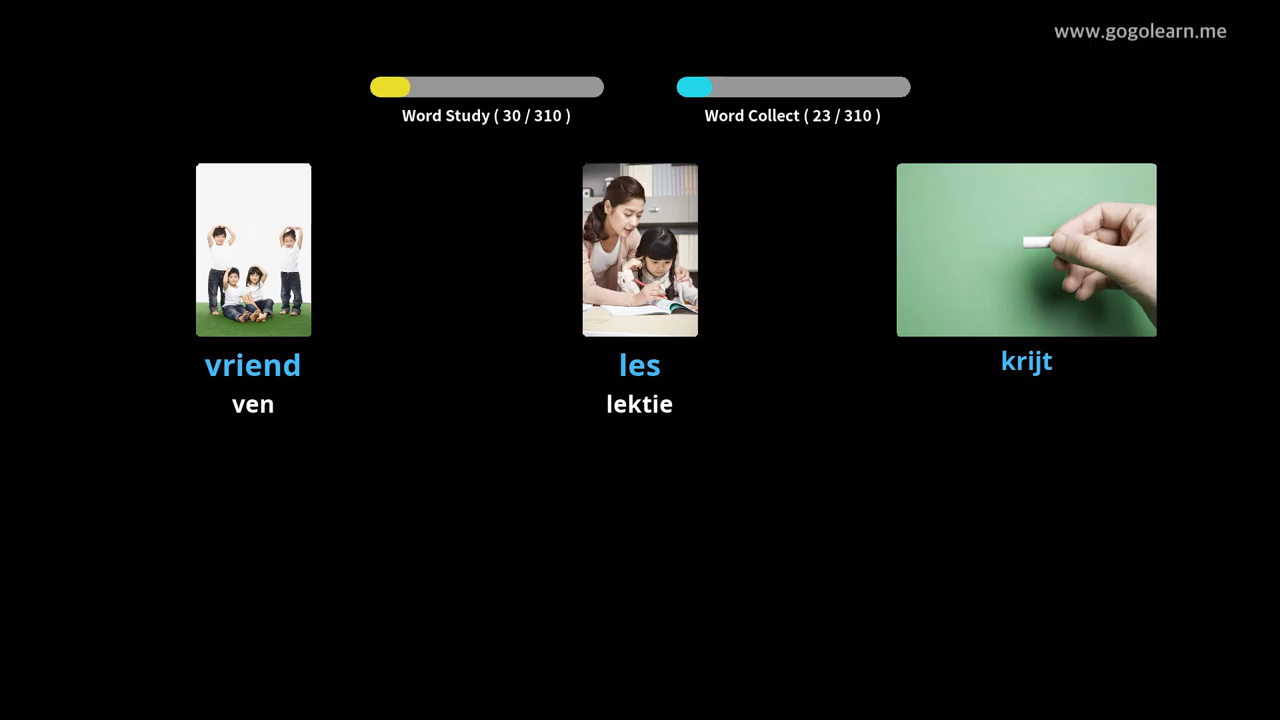 www.gogolearn.me
Word Study ( 30 / 310 )
Word Collect ( 23 / 310 )
vriend
ven
les
lektie
krijt